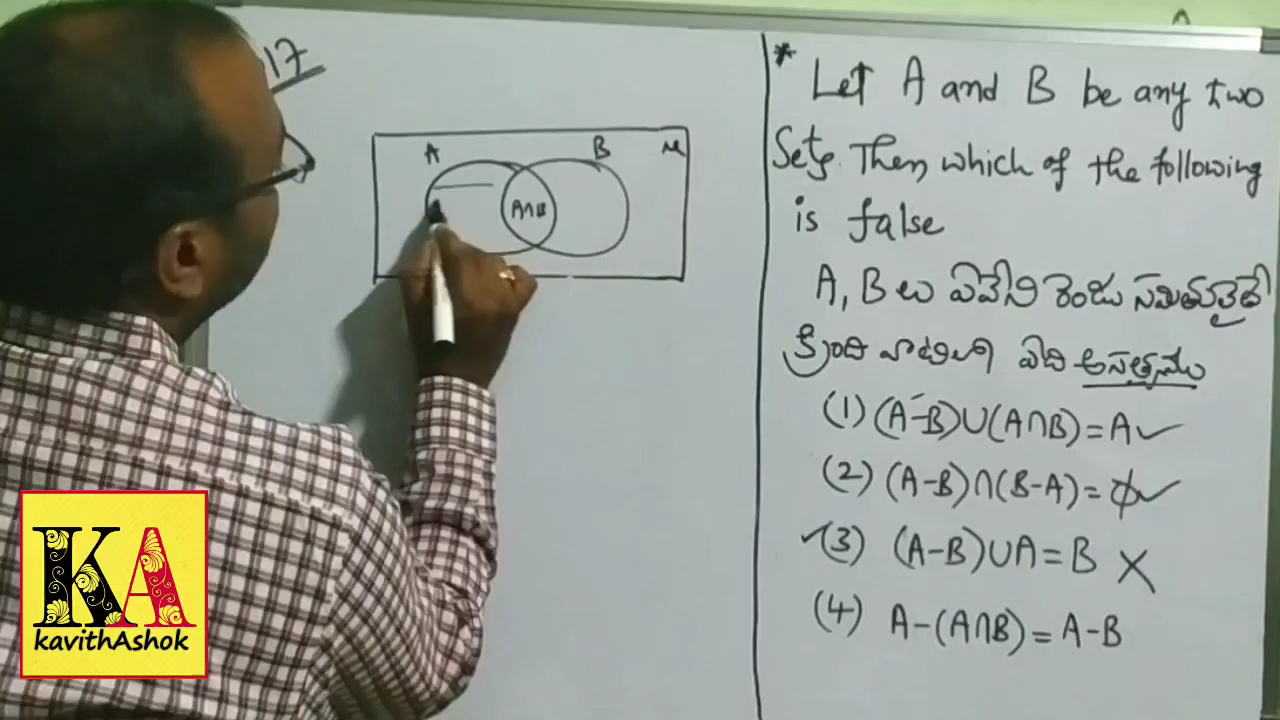 17
A B μ
A∩B
* Let A and B be any two
Sets. Then which of the following
is false
A, B లు ఏవేని రెండు సమితులైతే
క్రింది వాటిలో ఏది అసత్యము
(1) (A-B)∪(A∩B)=A✓
(2) (A-B)∩(B-A)=ϕ✓
✓(3) (A-B)∪A=B ✗
(4) A-(A∩B)=A-B
KA
kavithAshok